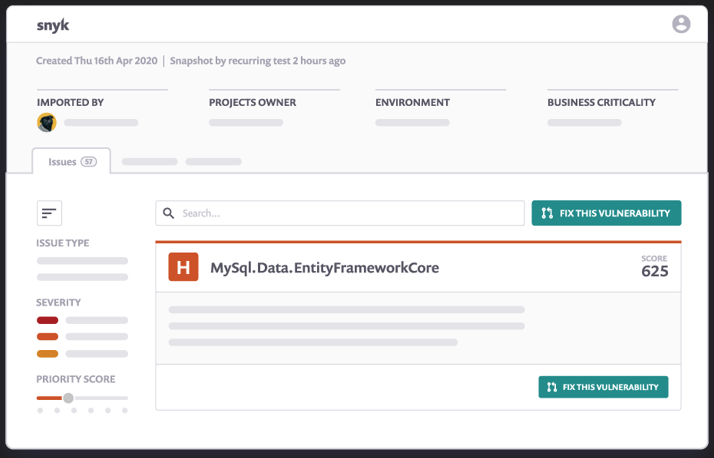 snyk
Created Thu 16th Apr 2020 | Snapshot by recurring test 2 hours ago
IMPORTED BY
PROJECTS OWNER
ENVIRONMENT
BUSINESS CRITICALITY
Issues 57
Search...
FIX THIS VULNERABILITY
ISSUE TYPE
SEVERITY
PRIORITY SCORE
H
MySql.Data.EntityFrameworkCore
SCORE
625
FIX THIS VULNERABILITY